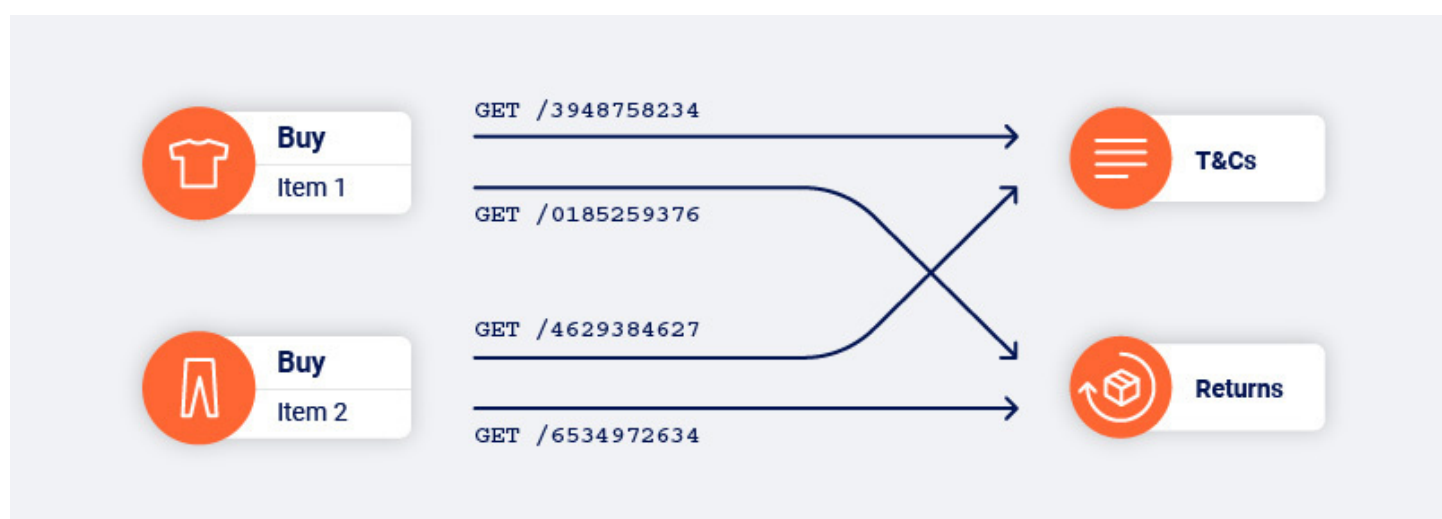 GET /3948758234
Buy
Item 1
T&Cs
GET /0185259376
GET /4629384627
Buy
Item 2
Returns
GET /6534972634